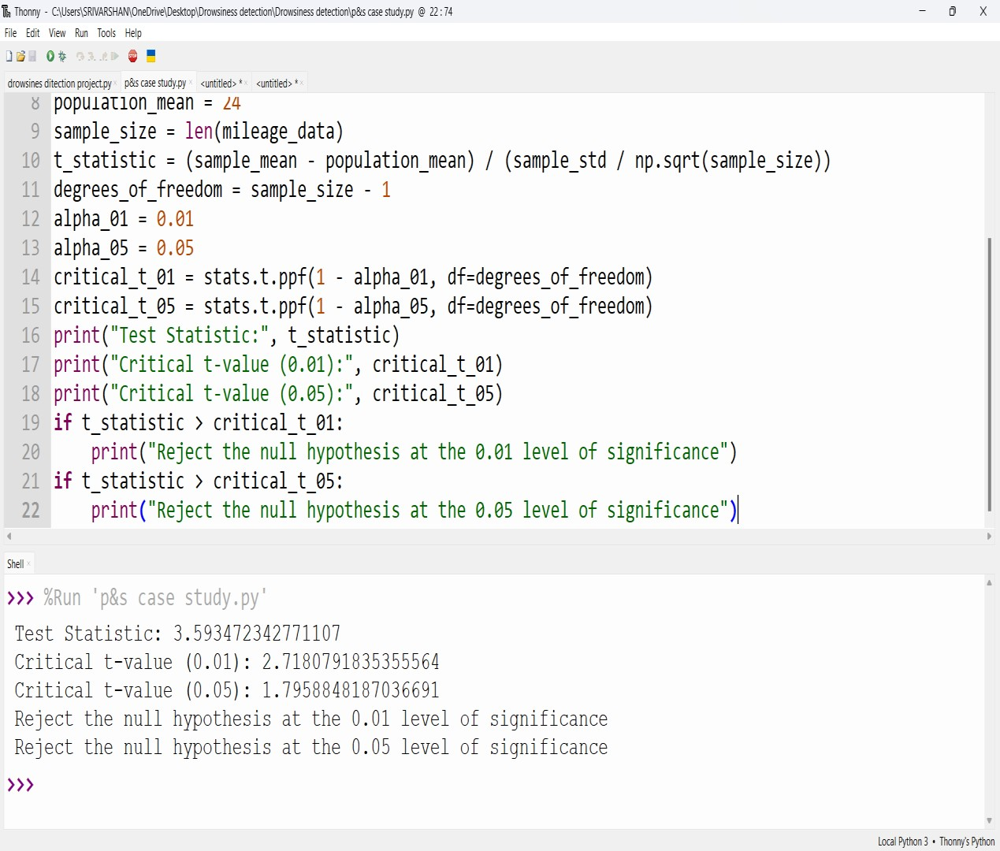 Thonny - C:\Users\SRIVARSHAN\OneDrive\Desktop\Drowsiness detection\Drowsiness detection\p&s case study.py @ 22:74
File Edit View Run Tools Help
drowsines ditection project.py × p&s case study.py × <untitled> * × <untitled> * ×
8 population_mean = 24
9 sample_size = len(mileage_data)
10 t_statistic = (sample_mean - population_mean) / (sample_std / np.sqrt(sample_size))
11 degrees_of_freedom = sample_size - 1
12 alpha_01 = 0.01
13 alpha_05 = 0.05
14 critical_t_01 = stats.t.ppf(1 - alpha_01, df=degrees_of_freedom)
15 critical_t_05 = stats.t.ppf(1 - alpha_05, df=degrees_of_freedom)
16 print("Test Statistic:", t_statistic)
17 print("Critical t-value (0.01):", critical_t_01)
18 print("Critical t-value (0.05):", critical_t_05)
19 if t_statistic > critical_t_01:
20     print("Reject the null hypothesis at the 0.01 level of significance")
21 if t_statistic > critical_t_05:
22     print("Reject the null hypothesis at the 0.05 level of significance")
Shell ×
>>> %Run 'p&s case study.py'
Test Statistic: 3.593472342771107
Critical t-value (0.01): 2.7180791835355564
Critical t-value (0.05): 1.7958848187036691
Reject the null hypothesis at the 0.01 level of significance
Reject the null hypothesis at the 0.05 level of significance
>>>
Local Python 3 • Thonny's Python